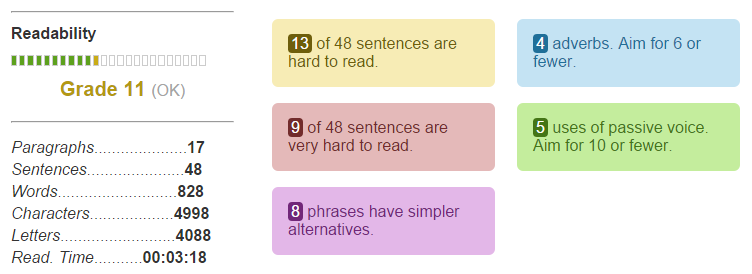 Readability
Grade 11 (OK)
Paragraphs......................17
Sentences.......................48
Words...........................828
Characters....................4998
Letters...........................4088
Read. Time...........00:03:18
13 of 48 sentences are
hard to read.
9 of 48 sentences are
very hard to read.
8 phrases have simpler
alternatives.
4 adverbs. Aim for 6 or
fewer.
5 uses of passive voice.
Aim for 10 or fewer.